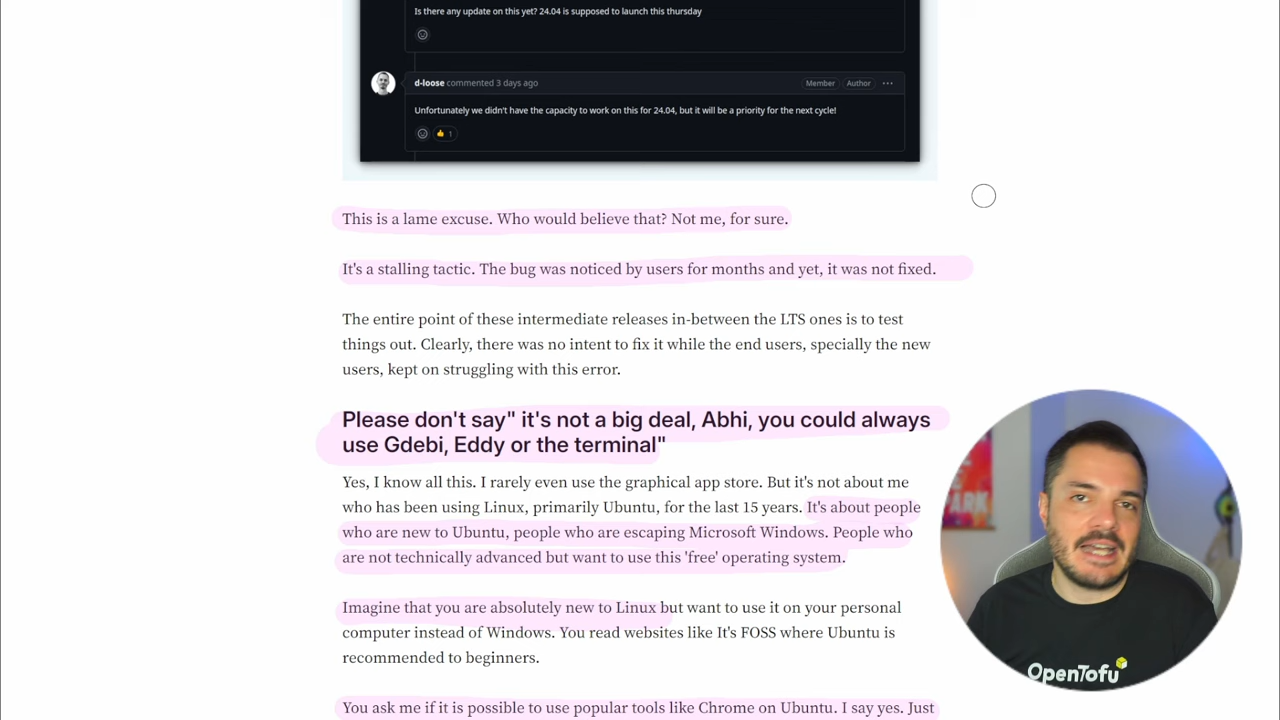 Is there any update on this yet? 24.04 is supposed to launch this thursday
d-loose commented 3 days ago
Member
Author
Unfortunately we didn't have the capacity to work on this for 24.04, but it will be a priority for the next cycle!
1
This is a lame excuse. Who would believe that? Not me, for sure.
It's a stalling tactic. The bug was noticed by users for months and yet, it was not fixed.
The entire point of these intermediate releases in-between the LTS ones is to test
things out. Clearly, there was no intent to fix it while the end users, specially the new
users, kept on struggling with this error.
Please don't say" it's not a big deal, Abhi, you could always
use Gdebi, Eddy or the terminal"
Yes, I know all this. I rarely even use the graphical app store. But it's not about me
who has been using Linux, primarily Ubuntu, for the last 15 years. It's about people
who are new to Ubuntu, people who are escaping Microsoft Windows. People who
are not technically advanced but want to use this 'free' operating system.
Imagine that you are absolutely new to Linux but want to use it on your personal
computer instead of Windows. You read websites like It's FOSS where Ubuntu is
recommended to beginners.
You ask me if it is possible to use popular tools like Chrome on Ubuntu. I say yes. Just
OpenTofu